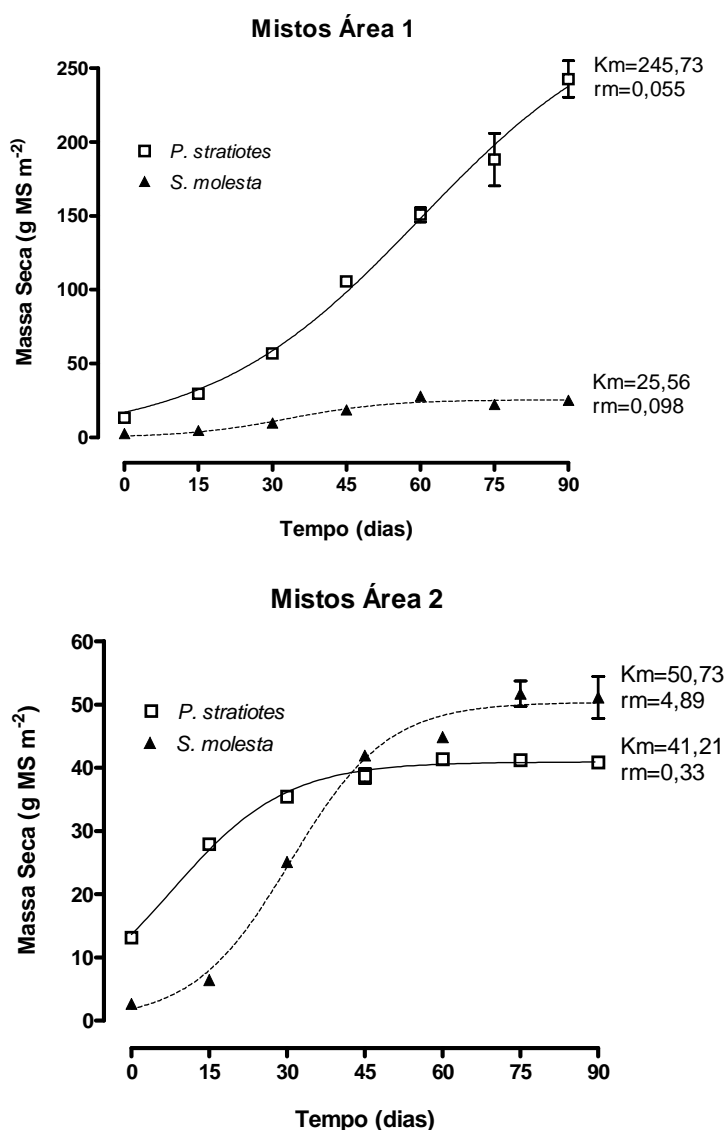 Mistos Área 1
Km=245,73
rm=0,055
250
200
150
100
50
0
Massa Seca (g MS m-2)
P. stratiotes
S. molesta
Km=25,56
rm=0,098
0 15 30 45 60 75 90
Tempo (dias)
Mistos Área 2
60
50
40
30
20
10
0
Massa Seca (g MS m-2)
P. stratiotes
S. molesta
Km=50,73
rm=4,89
Km=41,21
rm=0,33
0 15 30 45 60 75 90
Tempo (dias)